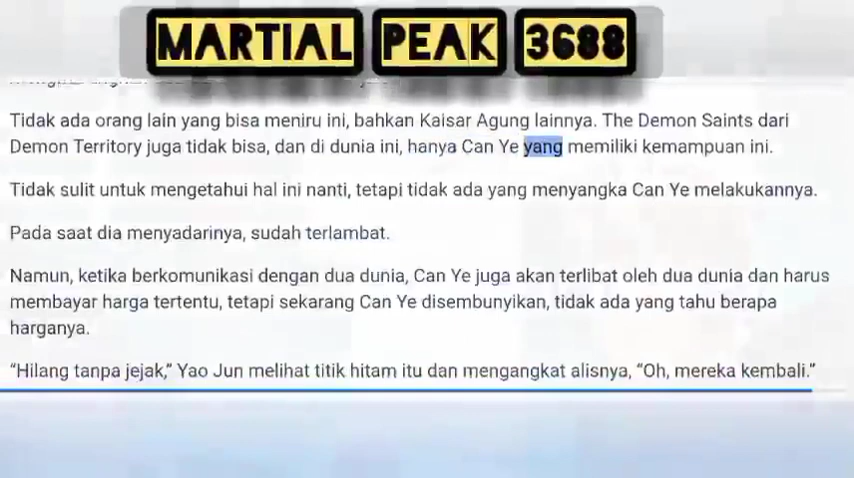 MARTIAL PEAK 3688
Tidak ada orang lain yang bisa meniru ini, bahkan Kaisar Agung lainnya. The Demon Saints dari
Demon Territory juga tidak bisa, dan di dunia ini, hanya Can Ye yang memiliki kemampuan ini.
Tidak sulit untuk mengetahui hal ini nanti, tetapi tidak ada yang menyangka Can Ye melakukannya.
Pada saat dia menyadarinya, sudah terlambat.
Namun, ketika berkomunikasi dengan dua dunia, Can Ye juga akan terlibat oleh dua dunia dan harus
membayar harga tertentu, tetapi sekarang Can Ye disembunyikan, tidak ada yang tahu berapa
harganya.
“Hilang tanpa jejak,” Yao Jun melihat titik hitam itu dan mengangkat alisnya, “Oh, mereka kembali.”